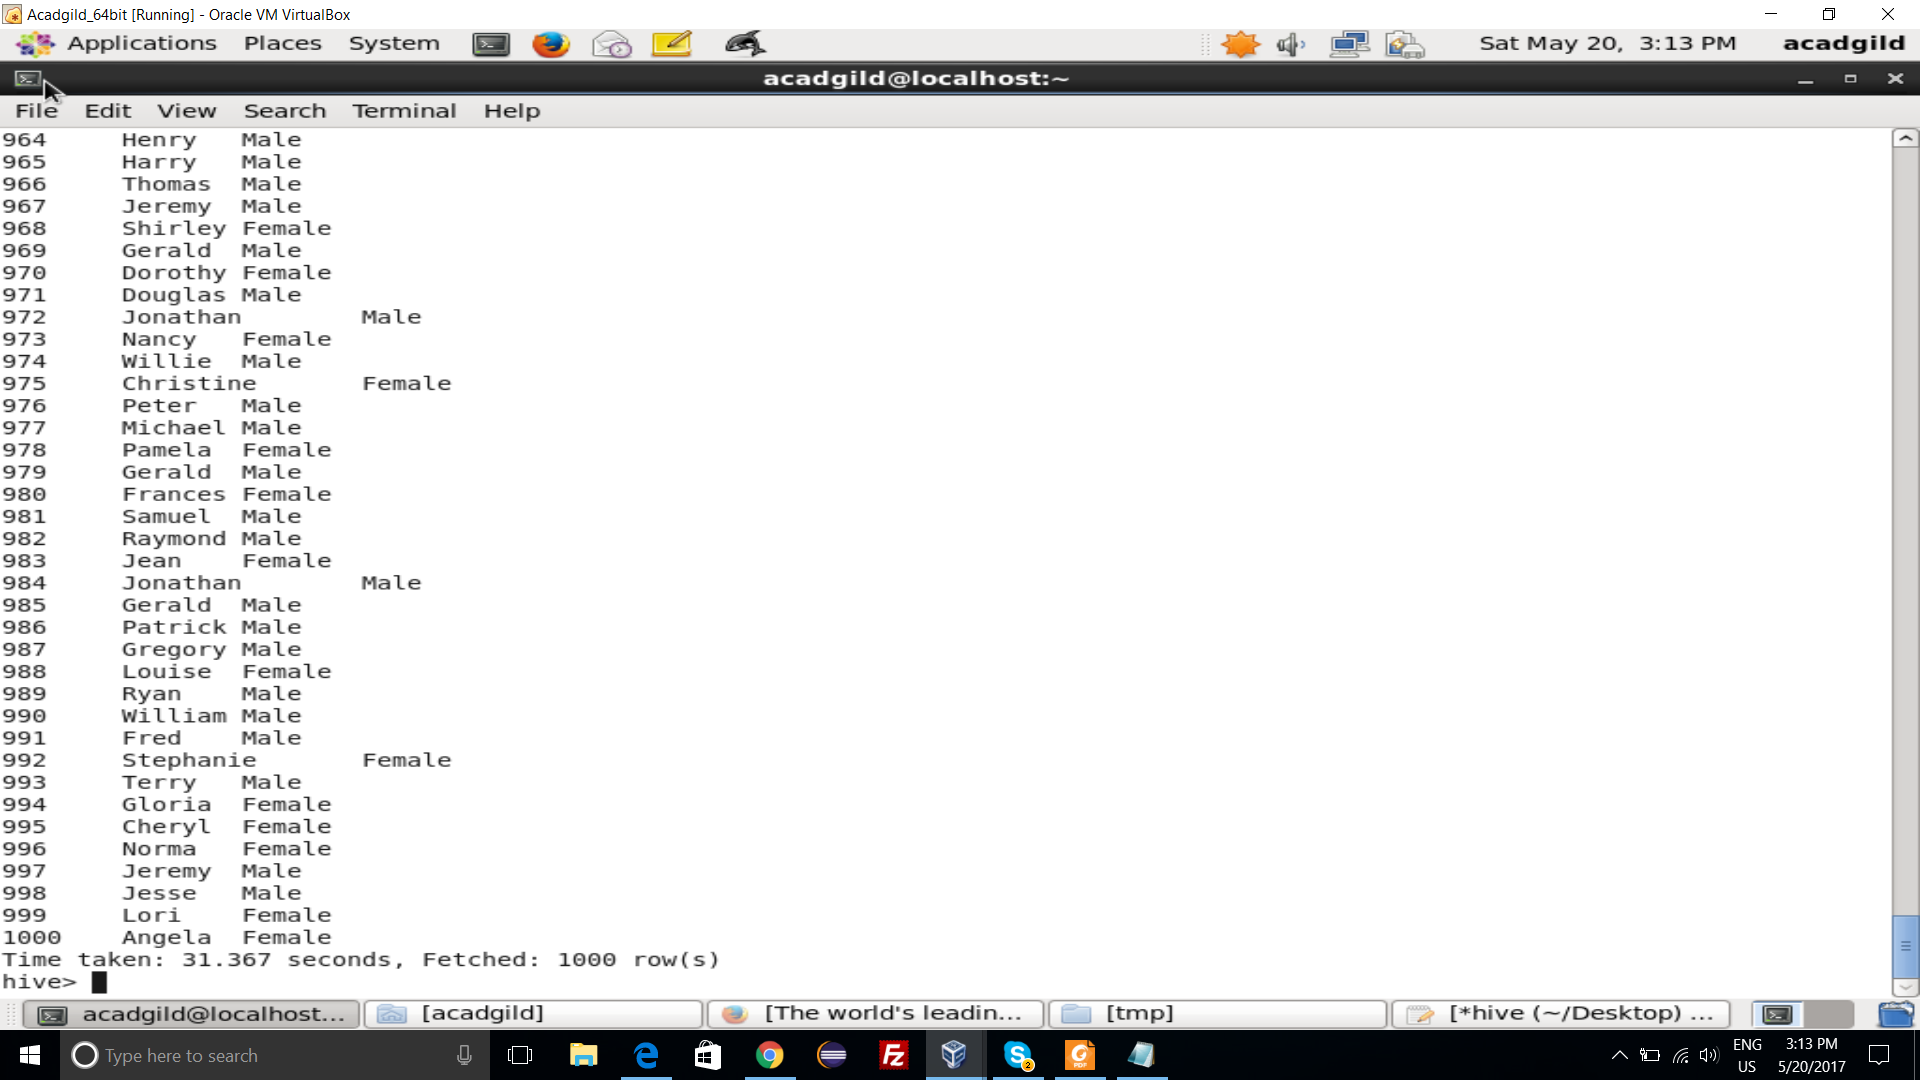 Acadgild_64bit [Running] - Oracle VM VirtualBox
Applications Places System Sat May 20, 3:13 PM acadgild
acadgild@localhost:~
File Edit View Search Terminal Help
964 Henry Male
965 Harry Male
966 Thomas Male
967 Jeremy Male
968 Shirley Female
969 Gerald Male
970 Dorothy Female
971 Douglas Male
972 Jonathan Male
973 Nancy Female
974 Willie Male
975 Christine Female
976 Peter Male
977 Michael Male
978 Pamela Female
979 Gerald Male
980 Frances Female
981 Samuel Male
982 Raymond Male
983 Jean Female
984 Jonathan Male
985 Gerald Male
986 Patrick Male
987 Gregory Male
988 Louise Female
989 Ryan Male
990 William Male
991 Fred Male
992 Stephanie Female
993 Terry Male
994 Gloria Female
995 Cheryl Female
996 Norma Female
997 Jeremy Male
998 Jesse Male
999 Lori Female
1000 Angela Female
Time taken: 31.367 seconds, Fetched: 1000 row(s)
hive>
acadgild@localhost... [acadgild] [The world's leadin... [tmp] [*hive (~/Desktop) ...
Type here to search ENG 3:13 PM
US 5/20/2017